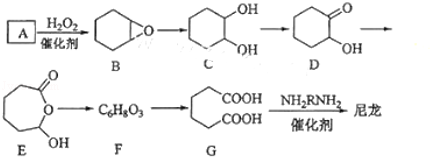 A H₂O₂ 催化剂 O OH OH O OH
B C D
O O OH C₆H₈O₃ COOH COOH NH₂RNH₂ 催化剂 尼龙
E F G